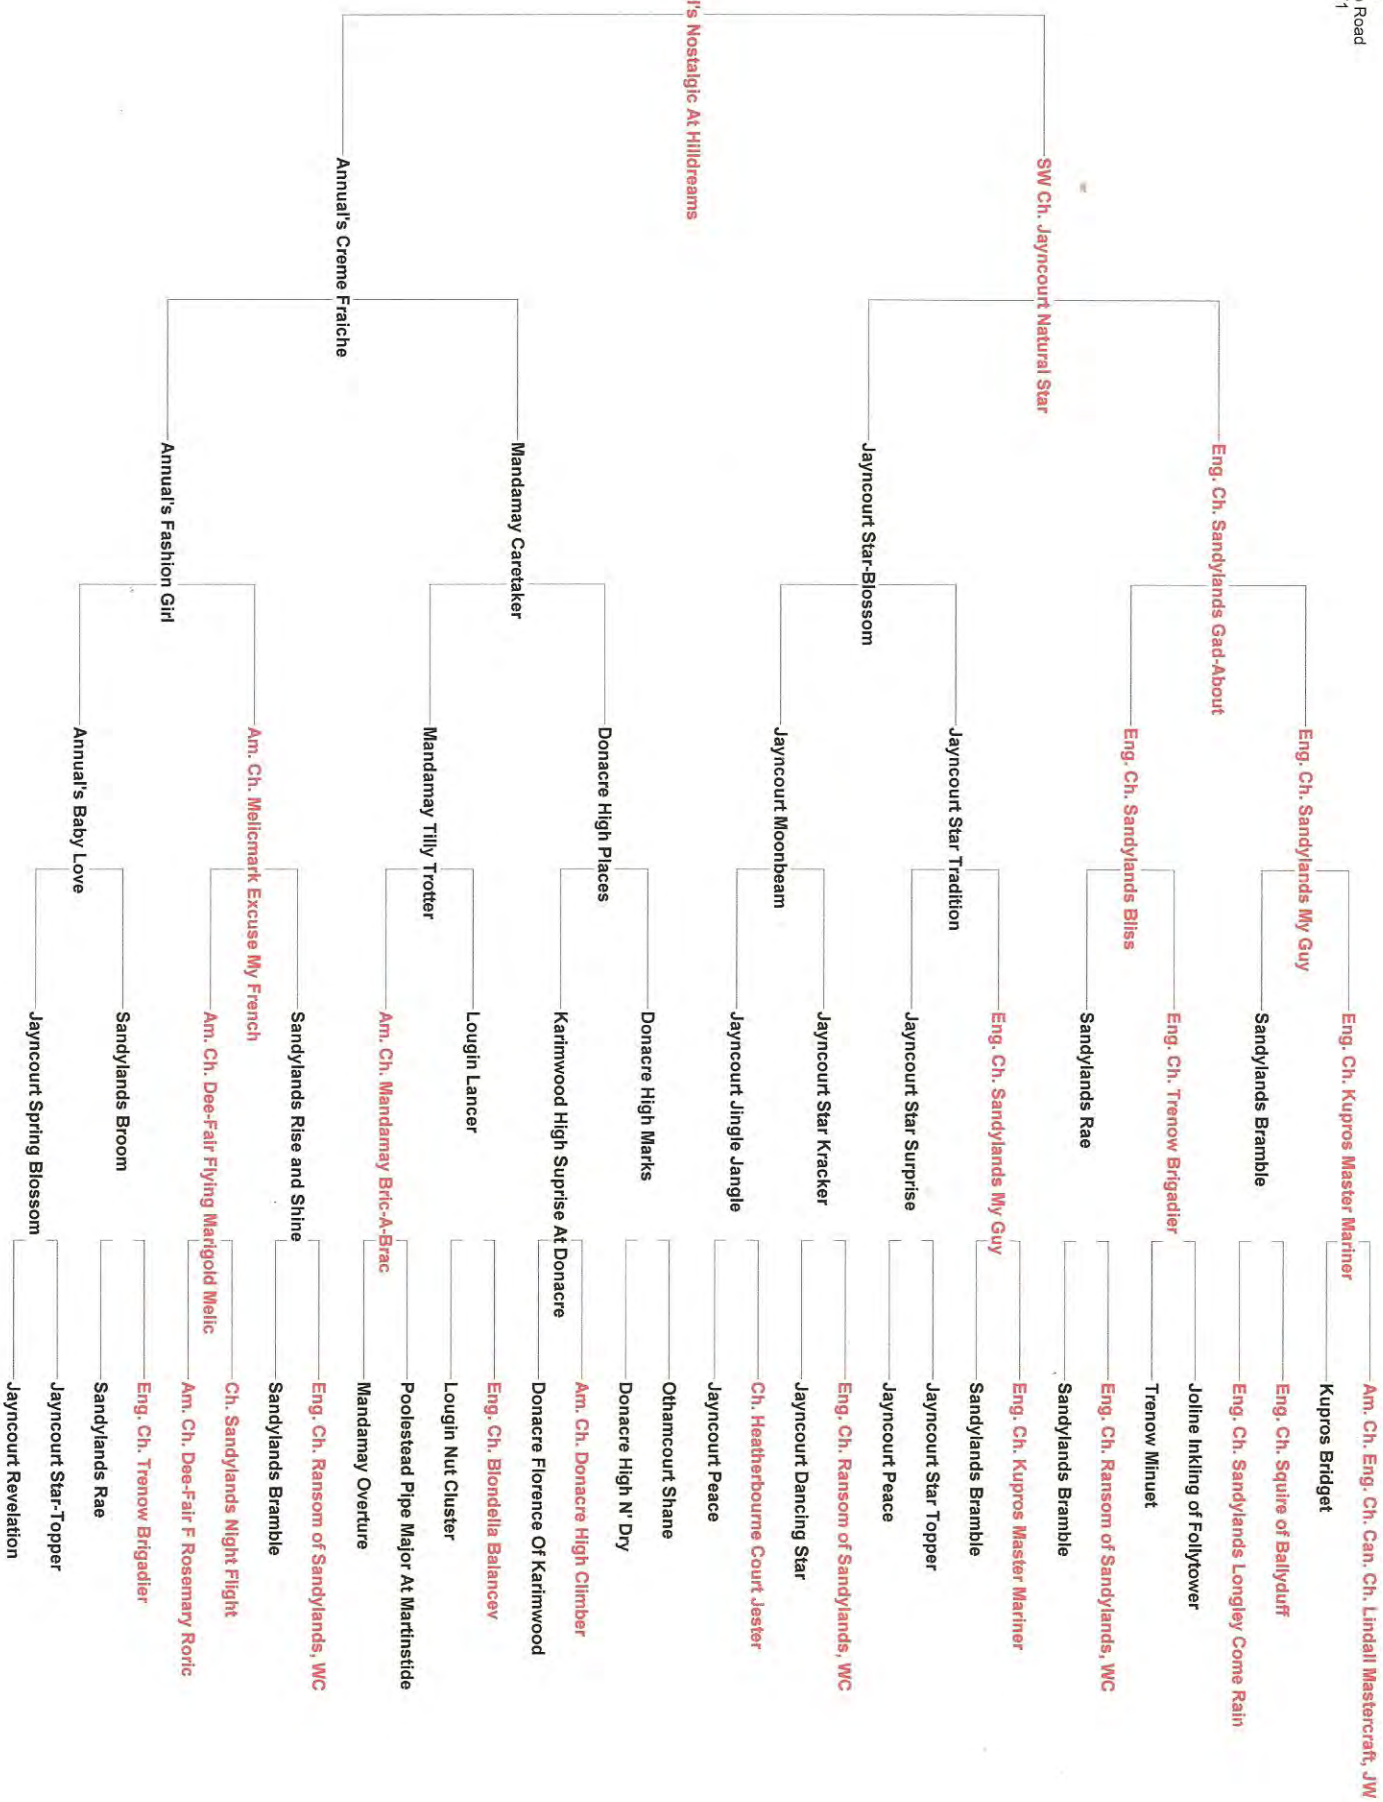 Road
l's Nostalgic At Hilldreams
SW Ch. Jayncourt Natural Star
Annual's Creme Fraiche
Eng. Ch. Sandylands Gad-About
Jayncourt Star-Blossom
Mandamay Caretaker
Annual's Fashion Girl
Eng. Ch. Sandylands My Guy
Eng. Ch. Sandylands Bliss
Jayncourt Star Tradition
Jayncourt Moonbeam
Donacre High Places
Mandamay Tilly Trotter
Am. Ch. Melicmark Excuse My French
Annual's Baby Love
Eng. Ch. Kupros Master Mariner
Sandylands Bramble
Eng. Ch. Trenow Brigadier
Sandylands Rae
Eng. Ch. Sandylands My Guy
Jayncourt Star Surprise
Jayncourt Star Kracker
Jayncourt Jingle Jangle
Donacre High Marks
Karimwood High Suprise At Donacre
Lougin Lancer
Am. Ch. Mandamay Bric-A-Brac
Sandylands Rise and Shine
Am. Ch. Dee-Fair Flying Marigold Melic
Sandylands Broom
Jayncourt Spring Blossom
Am. Ch. Eng. Ch. Can. Ch. Lindall Mastercraft, JW
Kupros Bridget
Eng. Ch. Squire of Ballyduff
Eng. Ch. Sandylands Longley Come Rain
Joline Inkling of Follytower
Trenow Minuet
Eng. Ch. Ransom of Sandylands, WC
Sandylands Bramble
Eng. Ch. Kupros Master Mariner
Sandylands Bramble
Jayncourt Star Topper
Jayncourt Peace
Eng. Ch. Ransom of Sandylands, WC
Jayncourt Dancing Star
Ch. Heatherbourne Court Jester
Jayncourt Peace
Othamcourt Shane
Donacre High N' Dry
Am. Ch. Donacre High Climber
Donacre Florence Of Karimwood
Eng. Ch. Blondella Balancev
Lougin Nut Cluster
Poolestead Pipe Major At Martinstide
Mandamay Overture
Eng. Ch. Ransom of Sandylands, WC
Sandylands Bramble
Ch. Sandylands Night Flight
Am. Ch. Dee-Fair F Rosemary Roric
Eng. Ch. Trenow Brigadier
Sandylands Rae
Jayncourt Star-Topper
Jayncourt Revelation